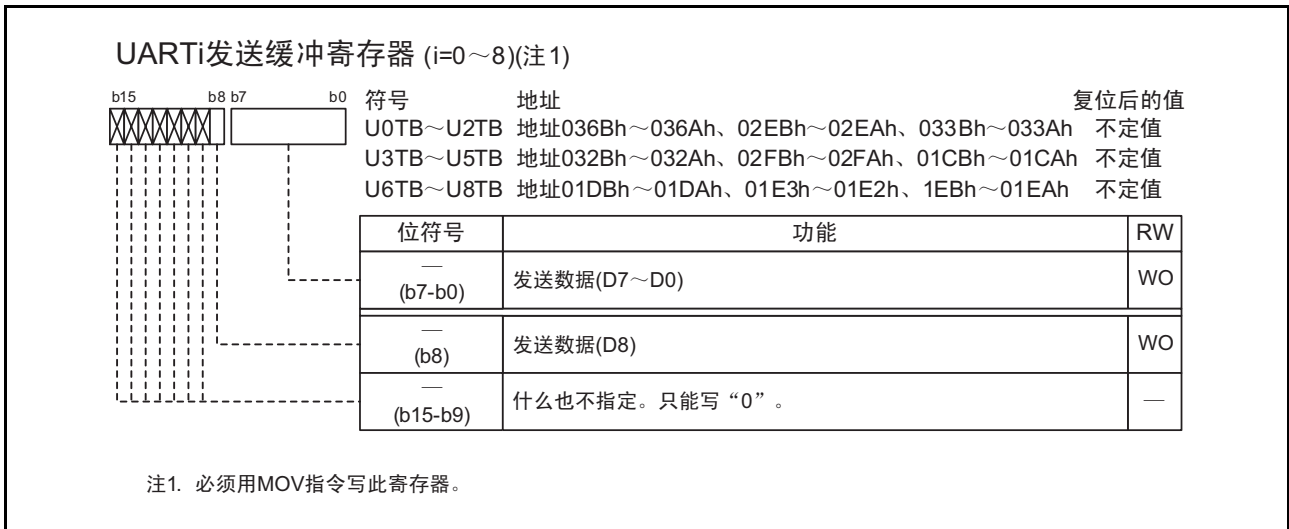 UARTi发送缓冲寄存器 (i=0～8)(注1)
b15 b8 b7 b0 符号 地址 复位后的值
U0TB～U2TB 地址036Bh～036Ah、02EBh～02EAh、033Bh～033Ah 不定值
U3TB～U5TB 地址032Bh～032Ah、02FBh～02FAh、01CBh～01CAh 不定值
U6TB～U8TB 地址01DBh～01DAh、01E3h～01E2h、1EBh～01EAh 不定值
位符号 功能 RW
—
(b7-b0) 发送数据(D7～D0) WO
—
(b8) 发送数据(D8) WO
—
(b15-b9) 什么也不指定。只能写“0”。 —
注1. 必须用MOV指令写此寄存器。